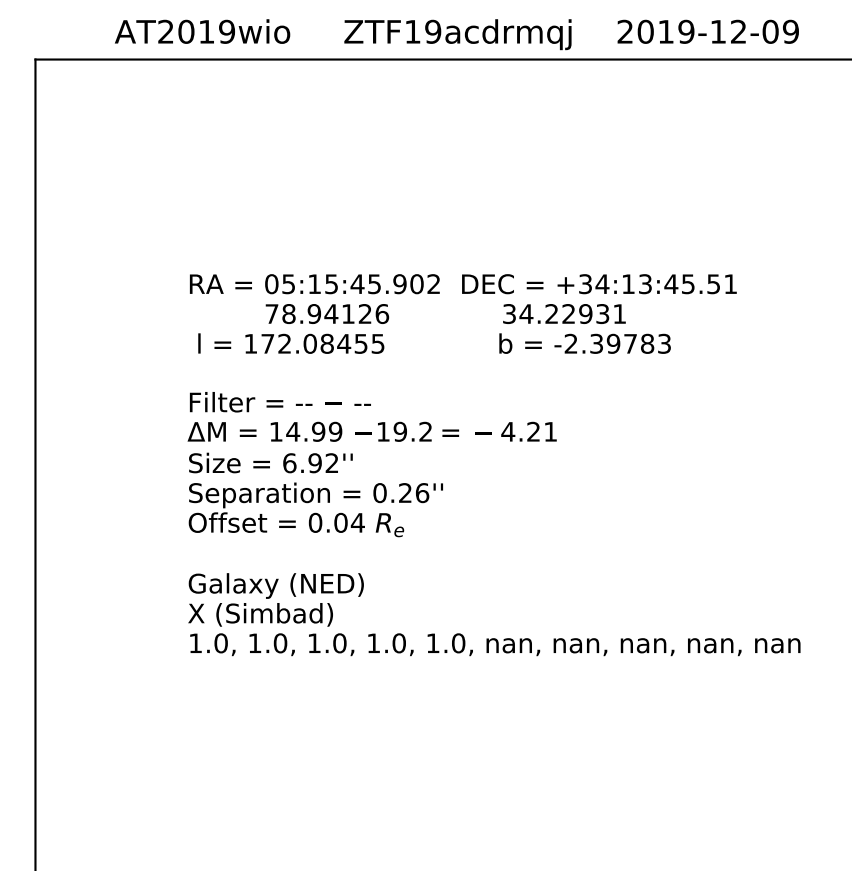 AT2019wio ZTF19acdrmqj 2019-12-09
RA = 05:15:45.902 DEC = +34:13:45.51
78.94126 34.22931
l = 172.08455 b = -2.39783
Filter = -- − --
ΔM = 14.99 −19.2 = − 4.21
Size = 6.92''
Separation = 0.26''
Offset = 0.04 Re
Galaxy (NED)
X (Simbad)
1.0, 1.0, 1.0, 1.0, 1.0, nan, nan, nan, nan, nan